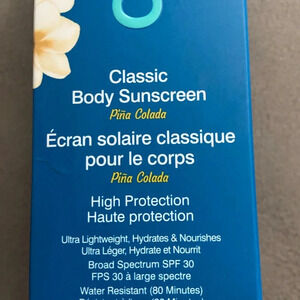 Classic
Body Sunscreen
Piña Colada
Écran solaire classique
pour le corps
Piña Colada
High Protection
Haute protection
Ultra Lightweight, Hydrates & Nourishes
Ultra Léger, Hydrate et Nourrit
Broad Spectrum SPF 30
FPS 30 à large spectre
Water Resistant (80 Minutes)